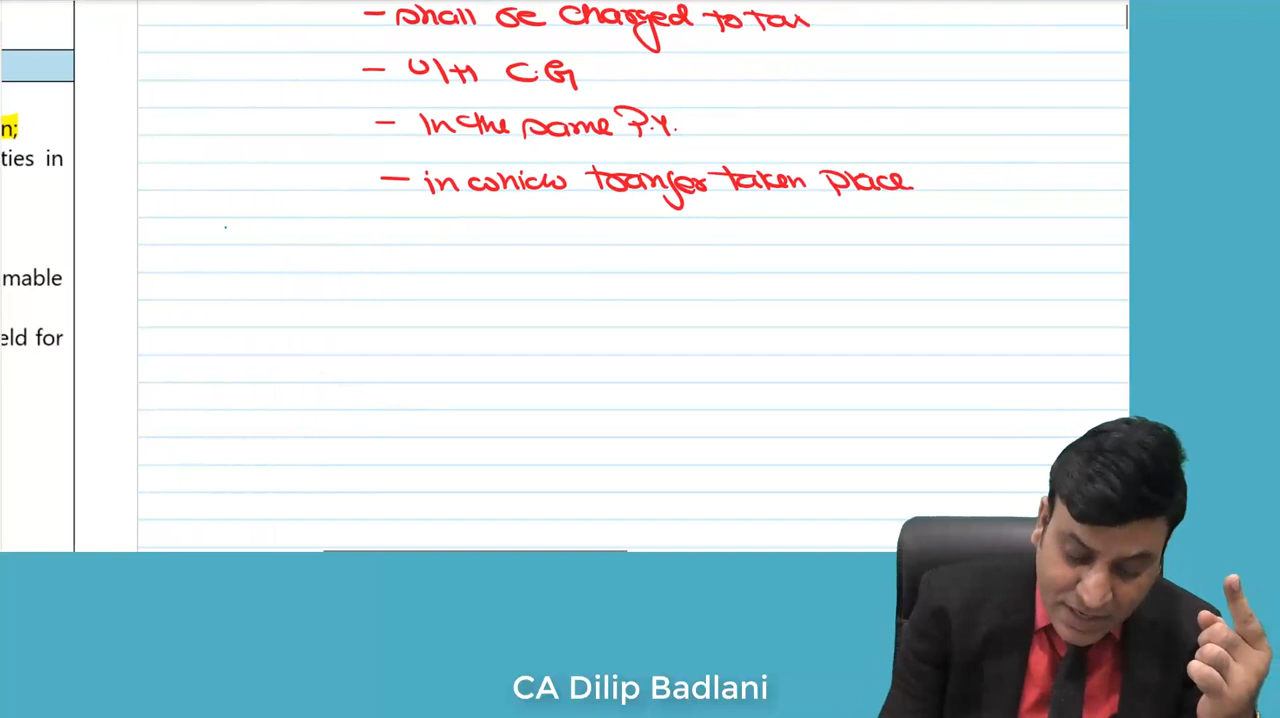 - shall be charged to tax
- U/H C.G
n;
- In the same P.Y.
ties in
- in which transfer taken place
mable
eld for
CA Dilip Badlani